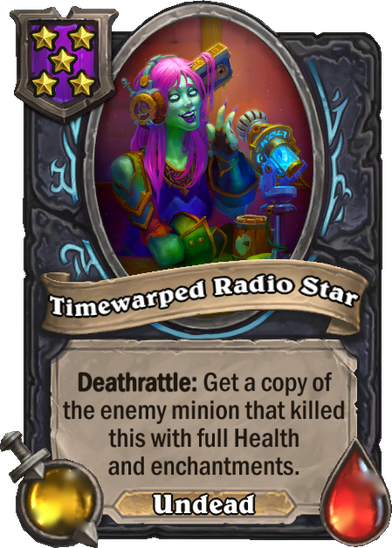 Timewarped Radio Star
Deathrattle: Get a copy of
the enemy minion that killed
this with full Health
and enchantments.
Undead